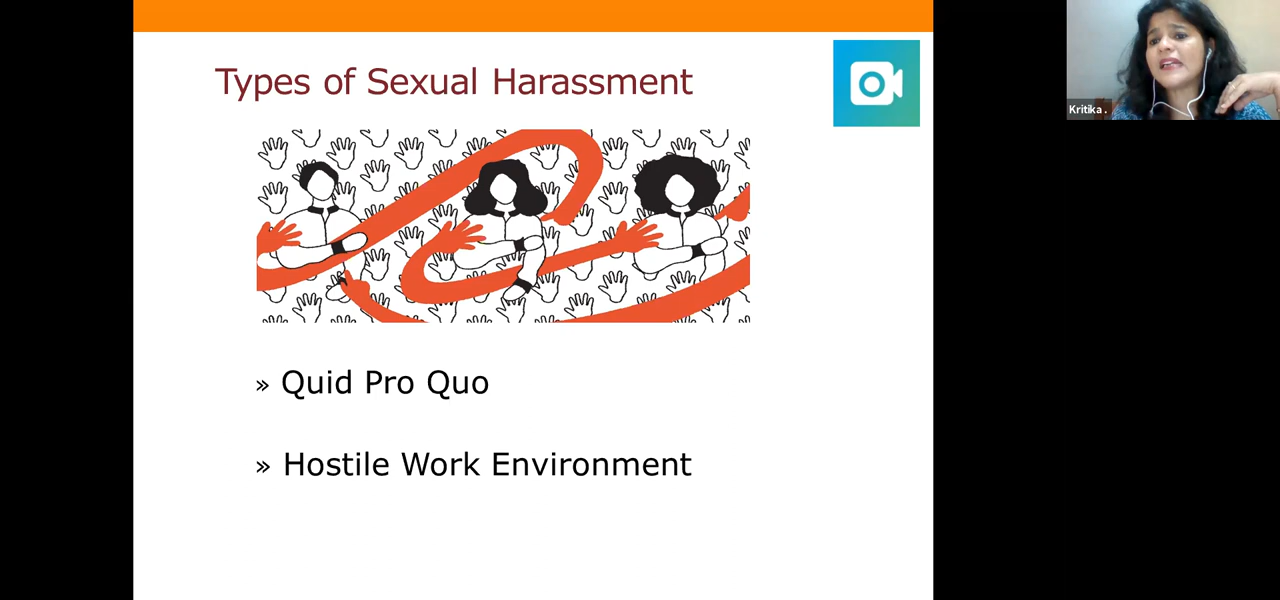 Types of Sexual Harassment
Kritika .
» Quid Pro Quo
» Hostile Work Environment